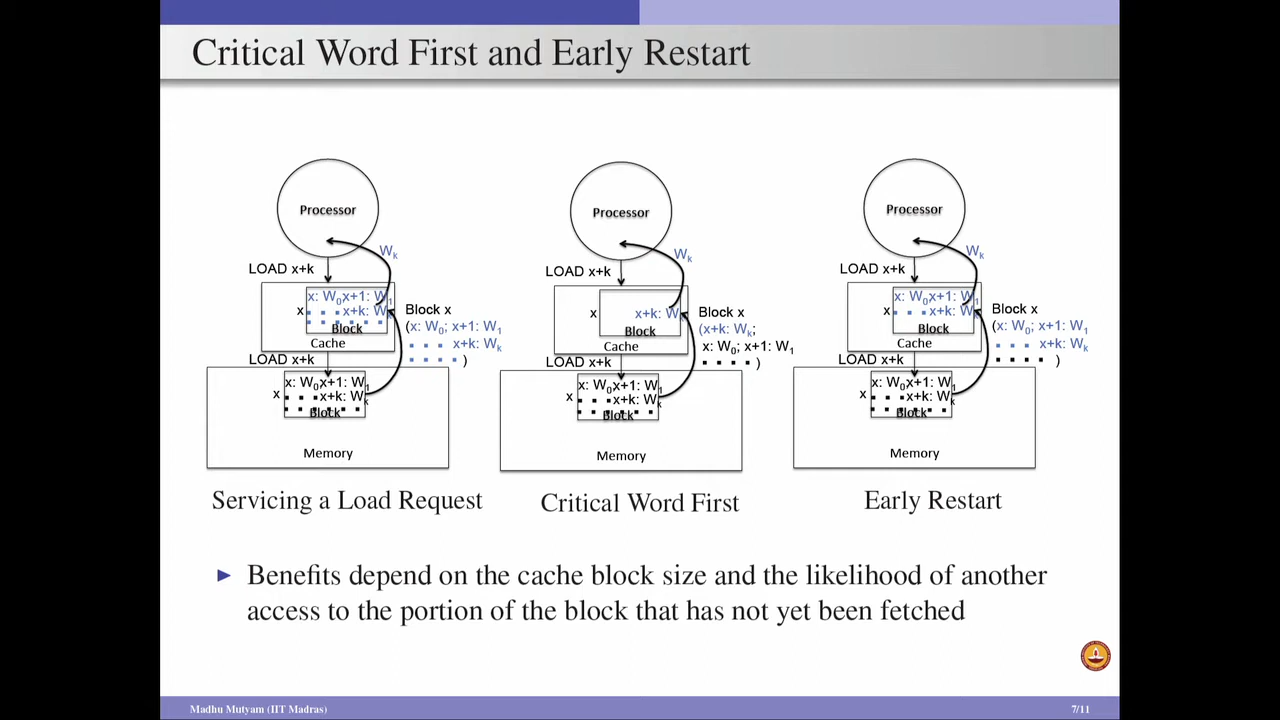 Critical Word First and Early Restart
Processor
Wk
LOAD x+k
x: W0 x+1: W1
x
x+k: Wk
Block
Cache
Block x
(x: W0; x+1: W1
x+k: Wk
)
LOAD x+k
x: W0 x+1: W1
x
x+k: Wk
Block
Memory
Servicing a Load Request
Processor
Wk
LOAD x+k
x
x+k: Wk
Block
Cache
Block x
(x+k: Wk;
x: W0; x+1: W1
)
LOAD x+k
x: W0 x+1: W1
x
x+k: Wk
Block
Memory
Critical Word First
Processor
Wk
LOAD x+k
x: W0 x+1: W1
x
x+k: Wk
Block
Cache
Block x
(x: W0; x+1: W1
x+k: Wk
)
LOAD x+k
x: W0 x+1: W1
x
x+k: Wk
Block
Memory
Early Restart
Benefits depend on the cache block size and the likelihood of another
access to the portion of the block that has not yet been fetched
Madhu Mutyam (IIT Madras)
7/11